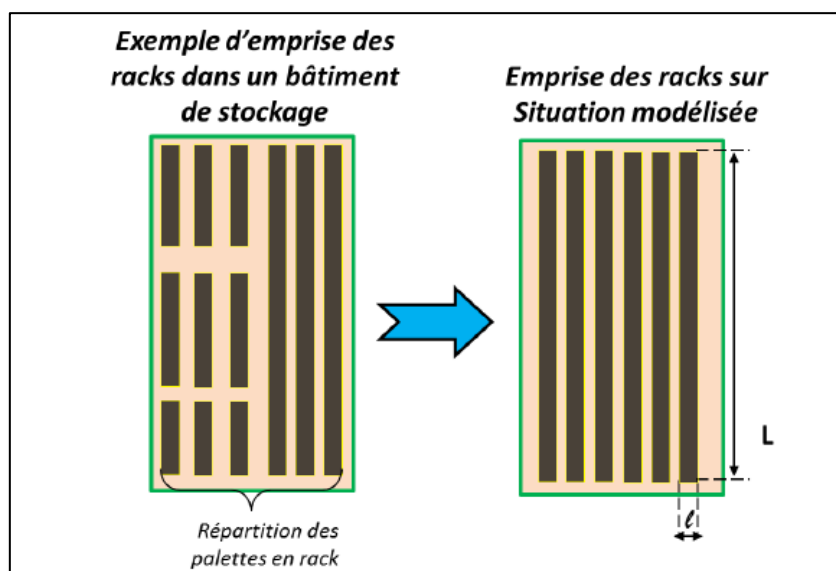 Exemple d’emprise des
racks dans un bâtiment
de stockage
Emprise des racks sur
Situation modélisée
L
ℓ
Répartition des
palettes en rack